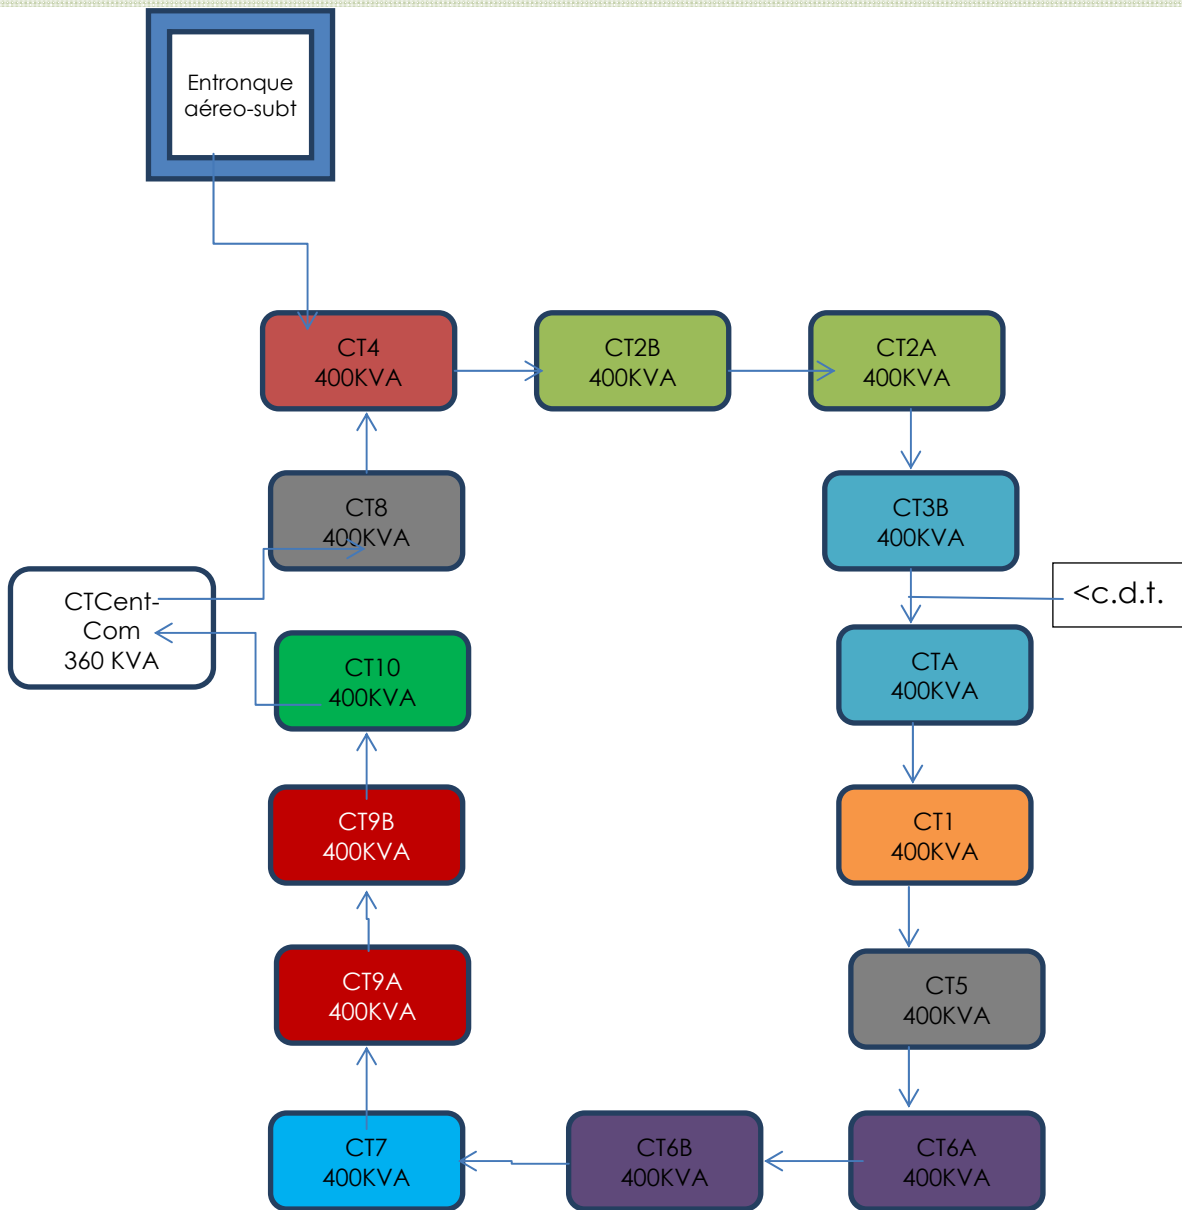 Entronque
aéreo-subt
CT4
400KVA
CT2B
400KVA
CT2A
400KVA
CT8
400KVA
CT3B
400KVA
CTCent-
Com
360 KVA
<c.d.t.
CT10
400KVA
CTA
400KVA
CT9B
400KVA
CT1
400KVA
CT9A
400KVA
CT5
400KVA
CT7
400KVA
CT6B
400KVA
CT6A
400KVA